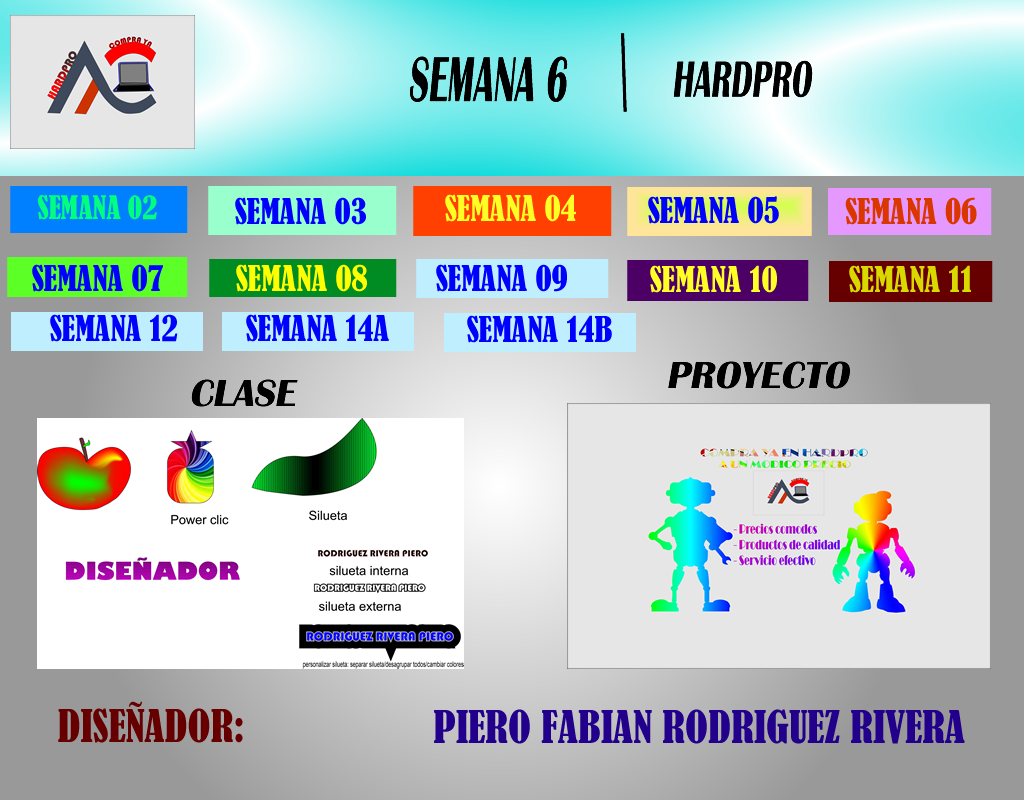 HARDPRO
COMPRA YA
SEMANA 6
HARDPRO
SEMANA 02
SEMANA 03
SEMANA 04
SEMANA 05
SEMANA 06
SEMANA 07
SEMANA 08
SEMANA 09
SEMANA 10
SEMANA 11
SEMANA 12
SEMANA 14A
SEMANA 14B
CLASE
Power clic
Silueta
DISEÑADOR
RODRIGUEZ RIVERA PIERO
silueta interna
RODRIGUEZ RIVERA PIERO
silueta externa
RODRIGUEZ RIVERA PIERO
personalizar silueta: separar silueta/desagrupar todos/cambiar colores
PROYECTO
COMPRA YA EN HARDPRO
A UN MODICO PRECIO
- Precios comodos
- Productos de calidad
- Servicio efectivo
DISEÑADOR:
PIERO FABIAN RODRIGUEZ RIVERA